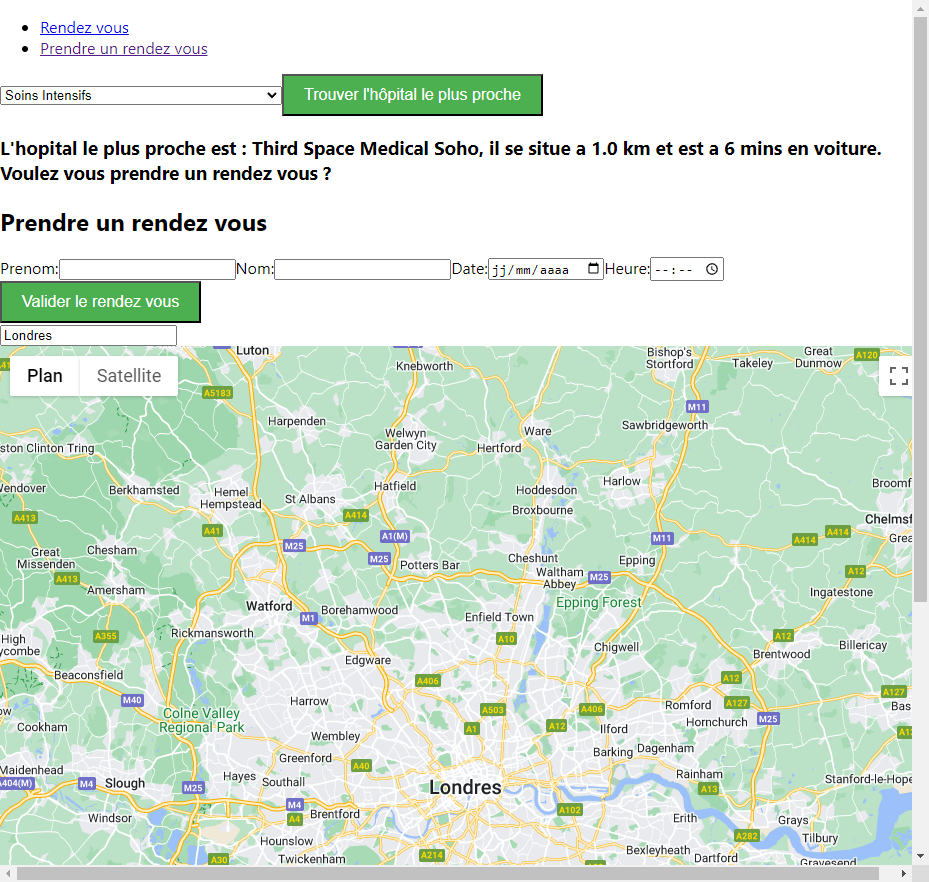 Rendez vous
Prendre un rendez vous
Soins Intensifs Trouver l'hôpital le plus proche
L'hopital le plus proche est : Third Space Medical Soho, il se situe a 1.0 km et est a 6 mins en voiture.
Voulez vous prendre un rendez vous ?
Prendre un rendez vous
Prenom: Nom: Date: jj/mm/aaaa Heure: --:--
Valider le rendez vous
Londres
Luton
Bishop's
Stortford
Takeley
Great
Dunmow
A120
Knebworth
Plan Satellite
A5183
M11
Harpenden
Ware
Sawbridgeworth
Welwyn
Garden City
Hertford
ston Clinton Tring
Hatfield
Harlow
Broomf
Vendover
Berkhamsted
Hemel
Hempstead
St Albans
Hoddesdon
Broxbourne
A413
A414
Chelmsf
A41
A1(M)
M11
A414
A414
Grea
M25
Great
Missenden
Chesham
M25
Potters Bar
Cheshunt
Epping
Waltham
Abbey
M25
A12
A413
Amersham
Ingatestone
Watford
Borehamwood
Epping Forest
M1
Enfield Town
High
ycombe
A355
Rickmansworth
A10
Chigwell
A12
Brentwood
Billericay
Edgware
Beaconsfield
A406
A12
A127
M40
Harrow
A503
A406
Romford
A127
Bas
Colne Valley
Regional Park
Hornchurch
M25
Cookham
A1
A12
Ilford
Wembley
Barking
Dagenham
Greenford
A40
Maidenhead
Hayes
Southall
Rainham
Stanford-le-Hope
A404(M)
M4
Slough
M25
Londres
A13
M4
A4
Brentford
A102
Erith
Grays
Windsor
Hounslow
A282
Tilbury
Twickenham
A30
A214
Bexleyheath
Dartford
Gravesend